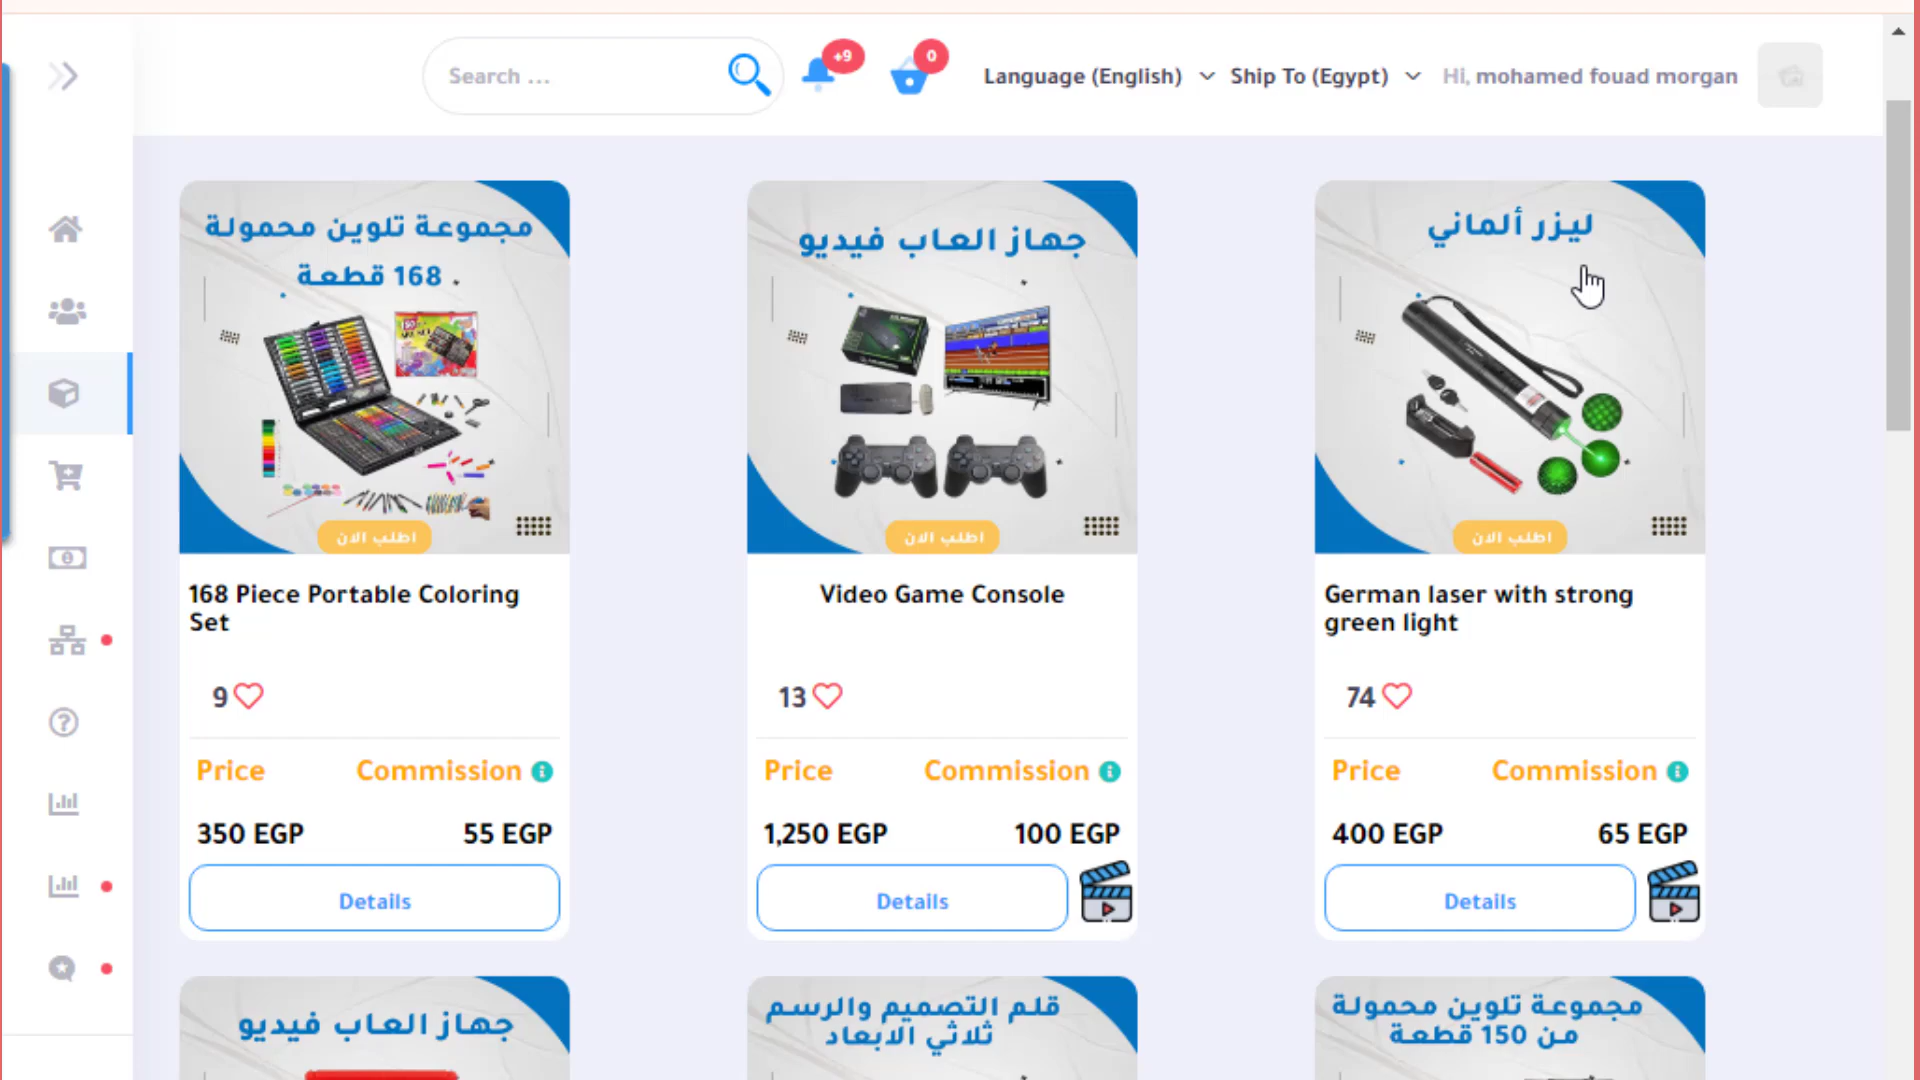 Search ...
+9
0
Language (English)
Ship To (Egypt)
Hi, mohamed fouad morgan
مجموعة تلوين محمولة
168 قطعة
اطلب الان
168 Piece Portable Coloring
Set
9
Price
Commission
350 EGP
55 EGP
Details
جهاز العاب فيديو
اطلب الان
Video Game Console
13
Price
Commission
1,250 EGP
100 EGP
Details
ليزر ألماني
اطلب الان
German laser with strong
green light
74
Price
Commission
400 EGP
65 EGP
Details
جهاز العاب فيديو
قلم التصميم والرسم
ثلاثي الابعاد
مجموعة تلوين محمولة
من 150 قطعة